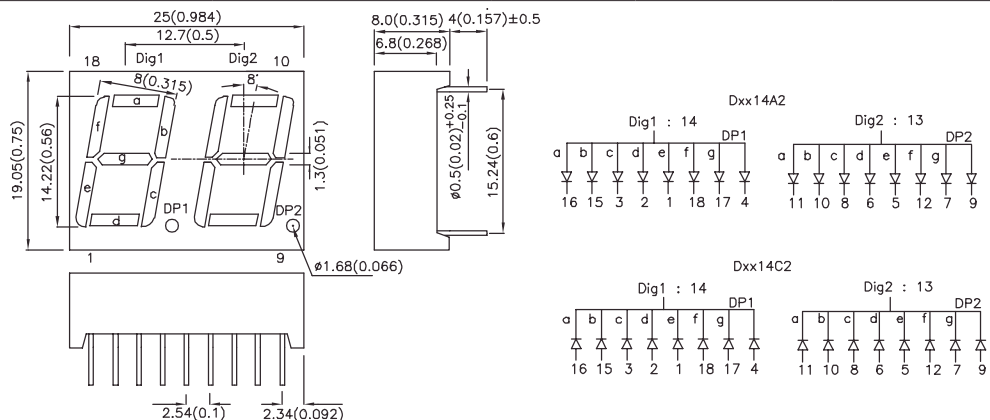 25(0.984)
12.7(0.5)
18 Dig1 Dig2 10
8(0.315) 8°
a
f b
g
e c
d
DP1 DP2
1 9
19.05(0.75)
14.22(0.56)
1.3(0.051)
ø1.68(0.066)
8.0(0.315) 4(0.157)±0.5
6.8(0.268)
ø0.5(0.02)+0.25 -0.1
15.24(0.6)
2.54(0.1) 2.34(0.092)
Dxx14A2
Dig1 : 14 DP1
a b c d e f g
16 15 3 2 1 18 17 4
Dig2 : 13 DP2
a b c d e f g
11 10 8 6 5 12 7 9
Dxx14C2
Dig1 : 14 DP1
a b c d e f g
16 15 3 2 1 18 17 4
Dig2 : 13 DP2
a b c d e f g
11 10 8 6 5 12 7 9